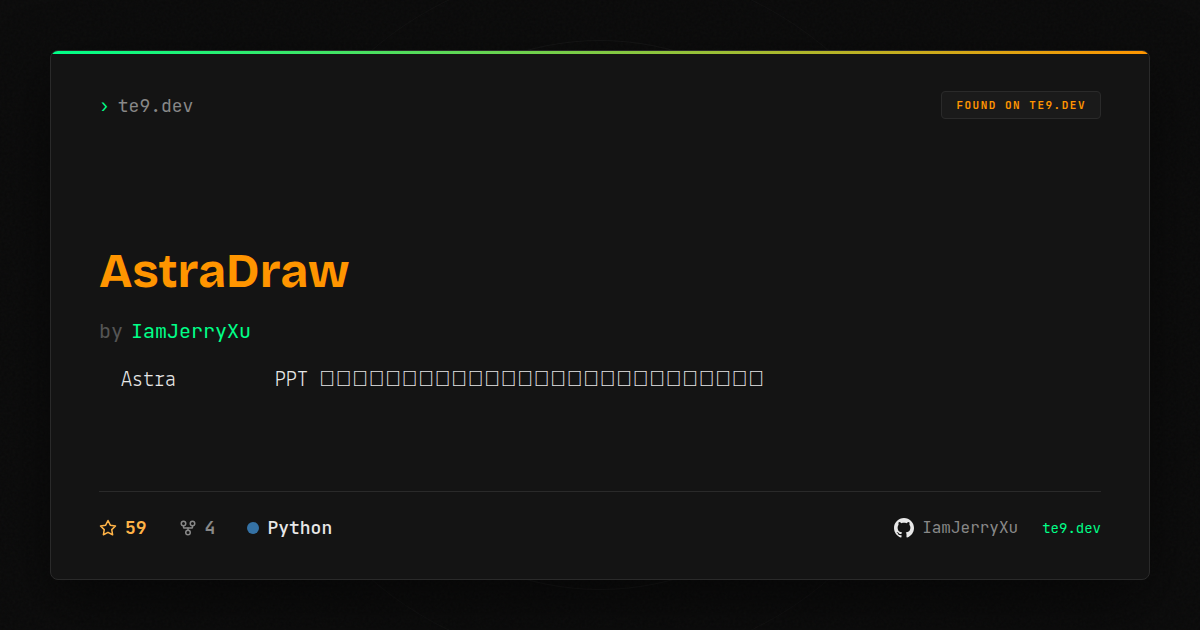 › te9.dev
FOUND ON TE9.DEV
AstraDraw
by IamJerryXu
Astra PPT
59
4
Python
IamJerryXu
te9.dev